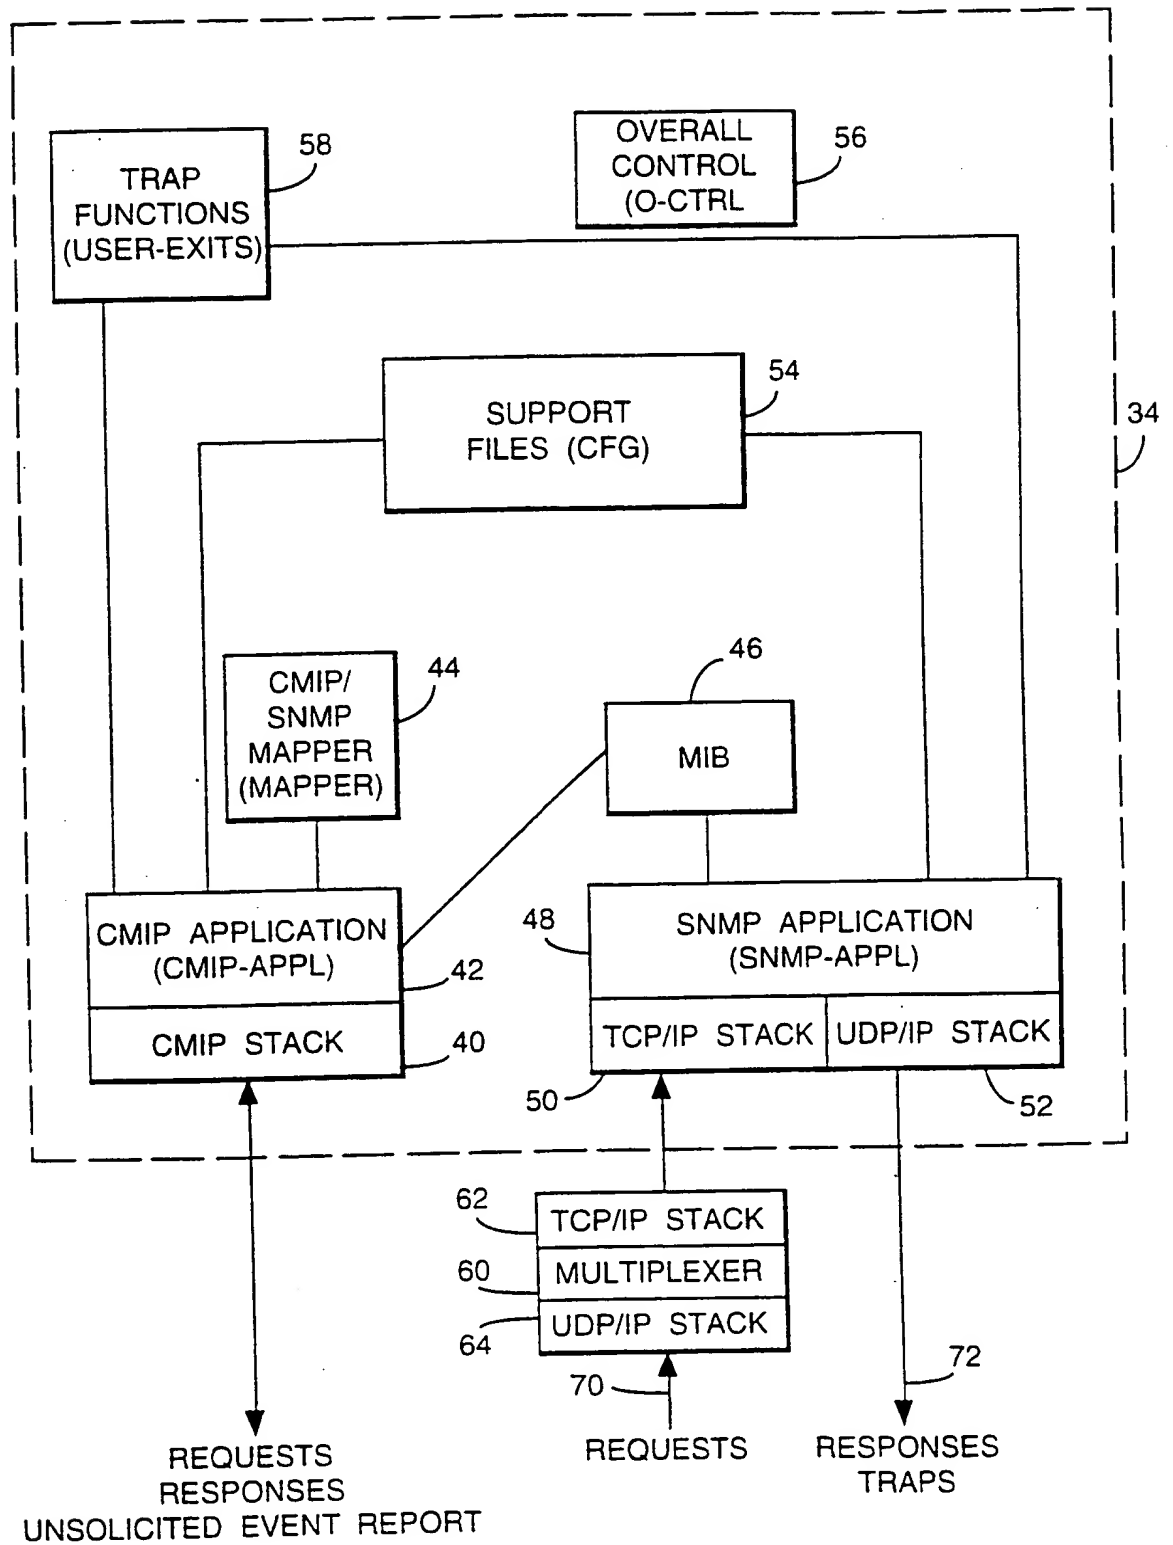 58
TRAP
FUNCTIONS
(USER-EXITS)
OVERALL
CONTROL
(O-CTRL
56
54
SUPPORT
FILES (CFG)
34
CMIP/
SNMP
MAPPER
(MAPPER)
44
46
MIB
CMIP APPLICATION
(CMIP-APPL)
42
CMIP STACK
40
48
SNMP APPLICATION
(SNMP-APPL)
TCP/IP STACK
UDP/IP STACK
50
52
62
TCP/IP STACK
60
MULTIPLEXER
64
UDP/IP STACK
70
72
REQUESTS
RESPONSES
UNSOLICITED EVENT REPORT
REQUESTS
RESPONSES
TRAPS